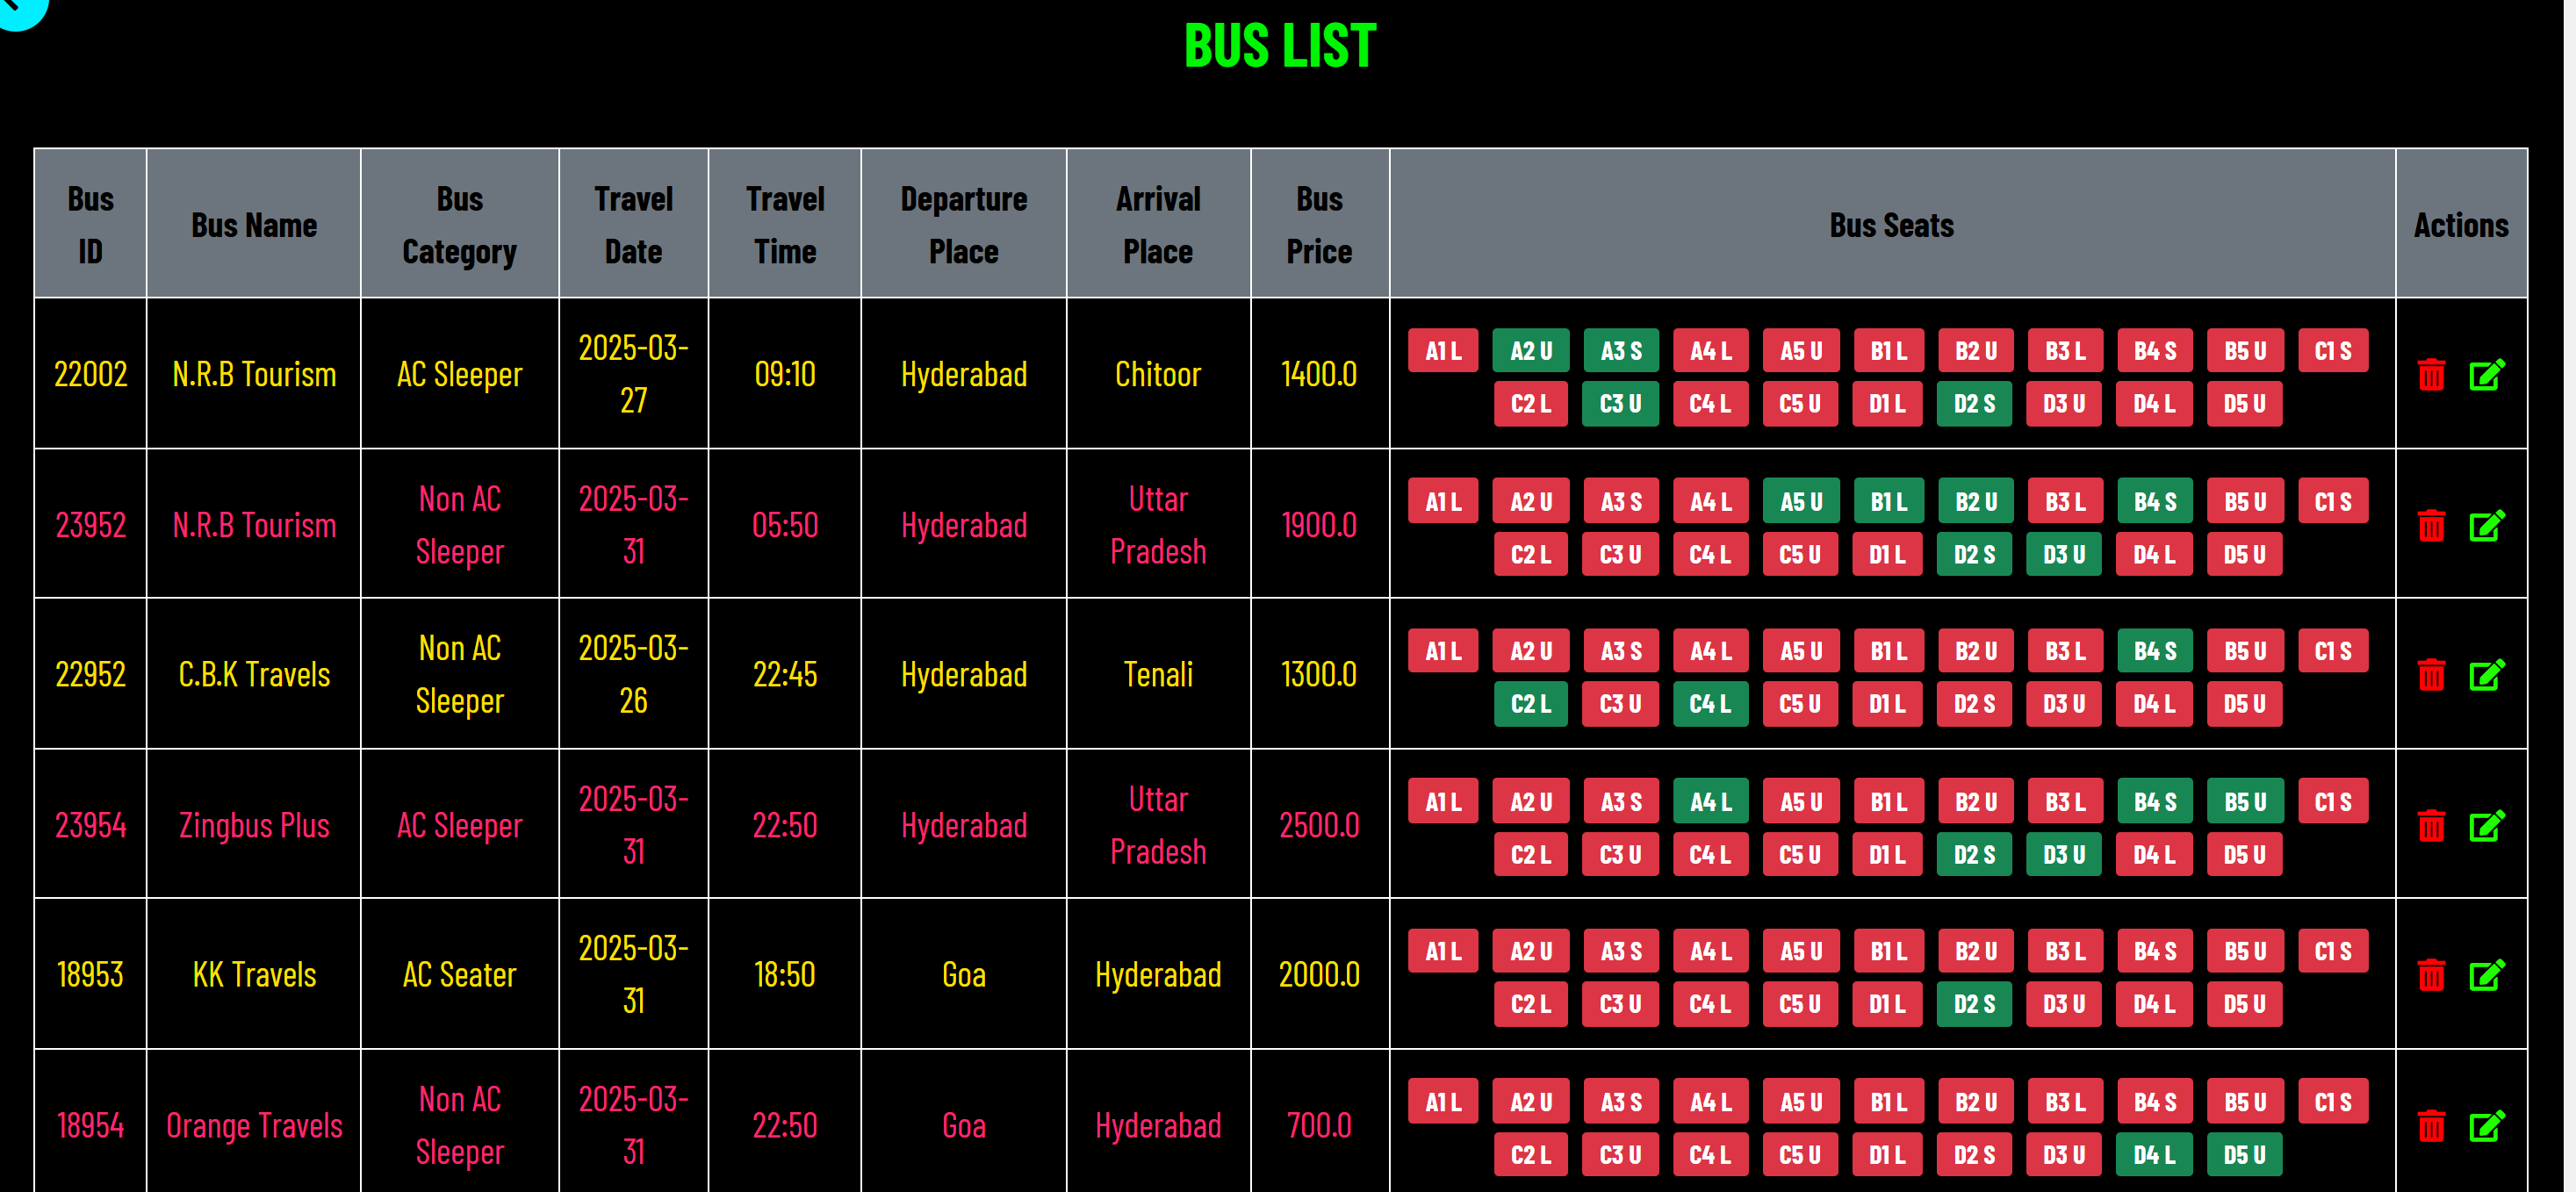 BUS LIST
Bus ID Bus Name Bus Category Travel Date Travel Time Departure Place Arrival Place Bus Price Bus Seats Actions
22002 N.R.B Tourism AC Sleeper 2025-03-27 09:10 Hyderabad Chitoor 1400.0
A1 L A2 U A3 S A4 L A5 U B1 L B2 U B3 L B4 S B5 U C1 S
C2 L C3 U C4 L C5 U D1 L D2 S D3 U D4 L D5 U
23952 N.R.B Tourism Non AC Sleeper 2025-03-31 05:50 Hyderabad Uttar Pradesh 1900.0
A1 L A2 U A3 S A4 L A5 U B1 L B2 U B3 L B4 S B5 U C1 S
C2 L C3 U C4 L C5 U D1 L D2 S D3 U D4 L D5 U
22952 C.B.K Travels Non AC Sleeper 2025-03-26 22:45 Hyderabad Tenali 1300.0
A1 L A2 U A3 S A4 L A5 U B1 L B2 U B3 L B4 S B5 U C1 S
C2 L C3 U C4 L C5 U D1 L D2 S D3 U D4 L D5 U
23954 Zingbus Plus AC Sleeper 2025-03-31 22:50 Hyderabad Uttar Pradesh 2500.0
A1 L A2 U A3 S A4 L A5 U B1 L B2 U B3 L B4 S B5 U C1 S
C2 L C3 U C4 L C5 U D1 L D2 S D3 U D4 L D5 U
18953 KK Travels AC Seater 2025-03-31 18:50 Goa Hyderabad 2000.0
A1 L A2 U A3 S A4 L A5 U B1 L B2 U B3 L B4 S B5 U C1 S
C2 L C3 U C4 L C5 U D1 L D2 S D3 U D4 L D5 U
18954 Orange Travels Non AC Sleeper 2025-03-31 22:50 Goa Hyderabad 700.0
A1 L A2 U A3 S A4 L A5 U B1 L B2 U B3 L B4 S B5 U C1 S
C2 L C3 U C4 L C5 U D1 L D2 S D3 U D4 L D5 U